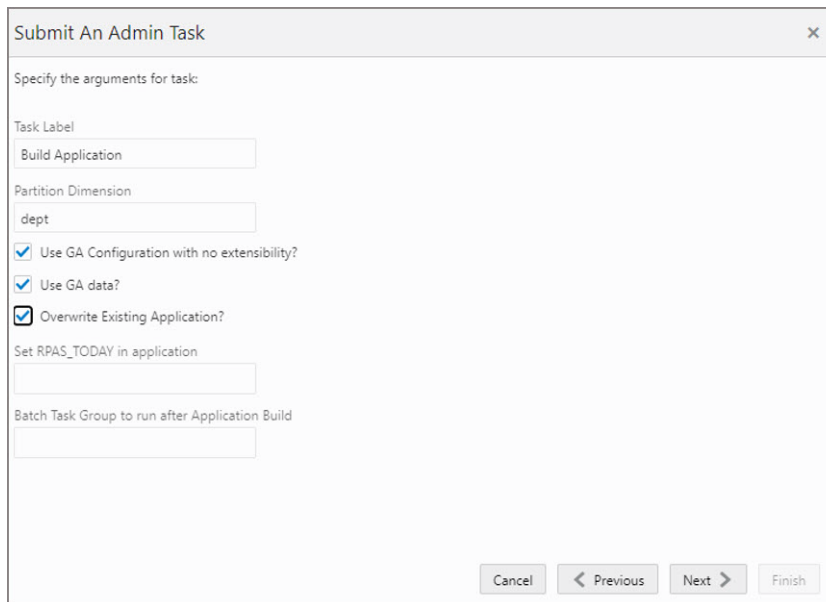 Submit An Admin Task
Specify the arguments for task:
Task Label
Build Application
Partition Dimension
dept
Use GA Configuration with no extensibility?
Use GA data?
Overwrite Existing Application?
Set RPAS_TODAY in application
Batch Task Group to run after Application Build
Cancel Previous Next Finish